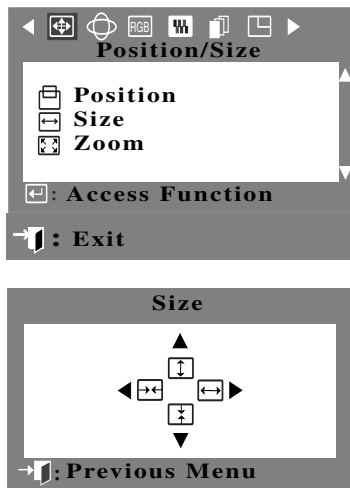 RGB
Position/Size
Position
Size
Zoom
: Access Function
: Exit
Size
: Previous Menu